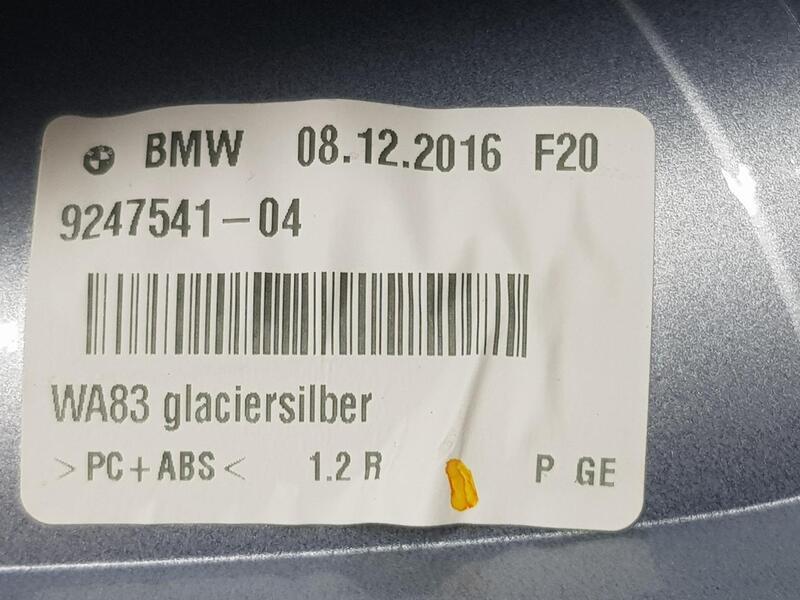 BMW 08.12.2016 F20
9247541-04
WA83 glaciersilber
>PC+ABS< 1.2 R P GE